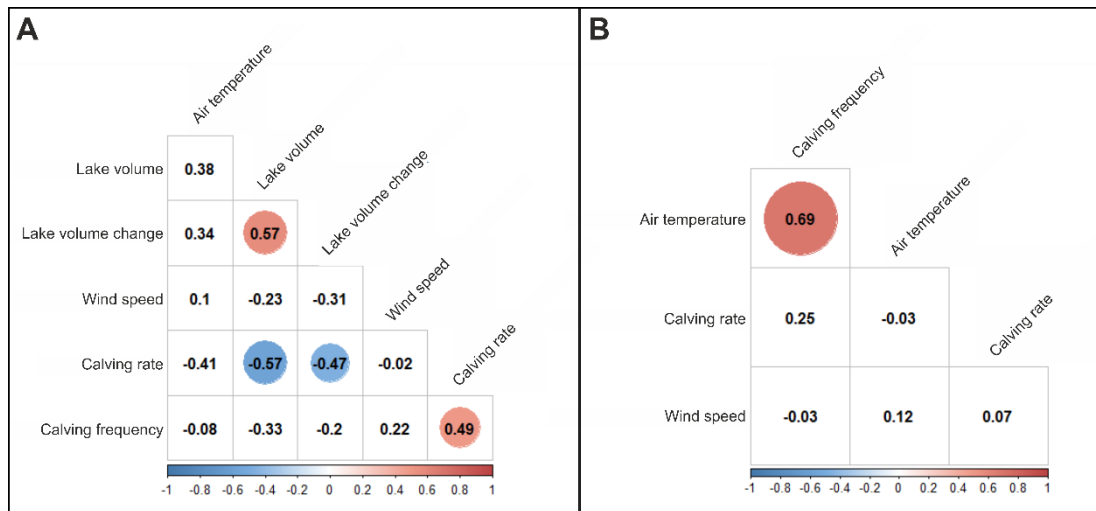 A
Air temperature
Lake volume
Lake volume change
Wind speed
Calving rate
Lake volume 0.38
Lake volume change 0.34 0.57
Wind speed 0.1 -0.23 -0.31
Calving rate -0.41 -0.57 -0.47 -0.02
Calving frequency -0.08 -0.33 -0.2 0.22 0.49
-1 -0.8 -0.6 -0.4 -0.2 0 0.2 0.4 0.6 0.8 1
B
Calving frequency
Air temperature
Calving rate
Air temperature 0.69
Calving rate 0.25 -0.03
Wind speed -0.03 0.12 0.07
-1 -0.8 -0.6 -0.4 -0.2 0 0.2 0.4 0.6 0.8 1